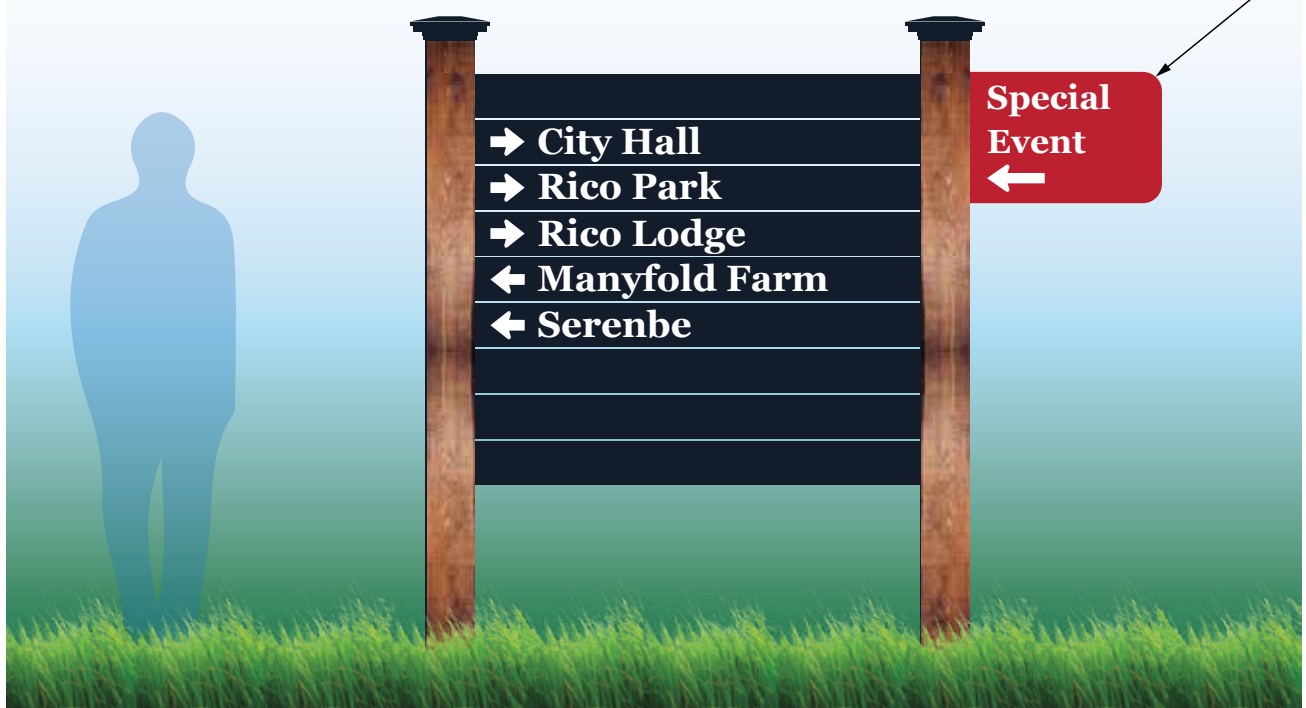 City Hall
Rico Park
Rico Lodge
Manyfold Farm
Serenbe
Special
Event